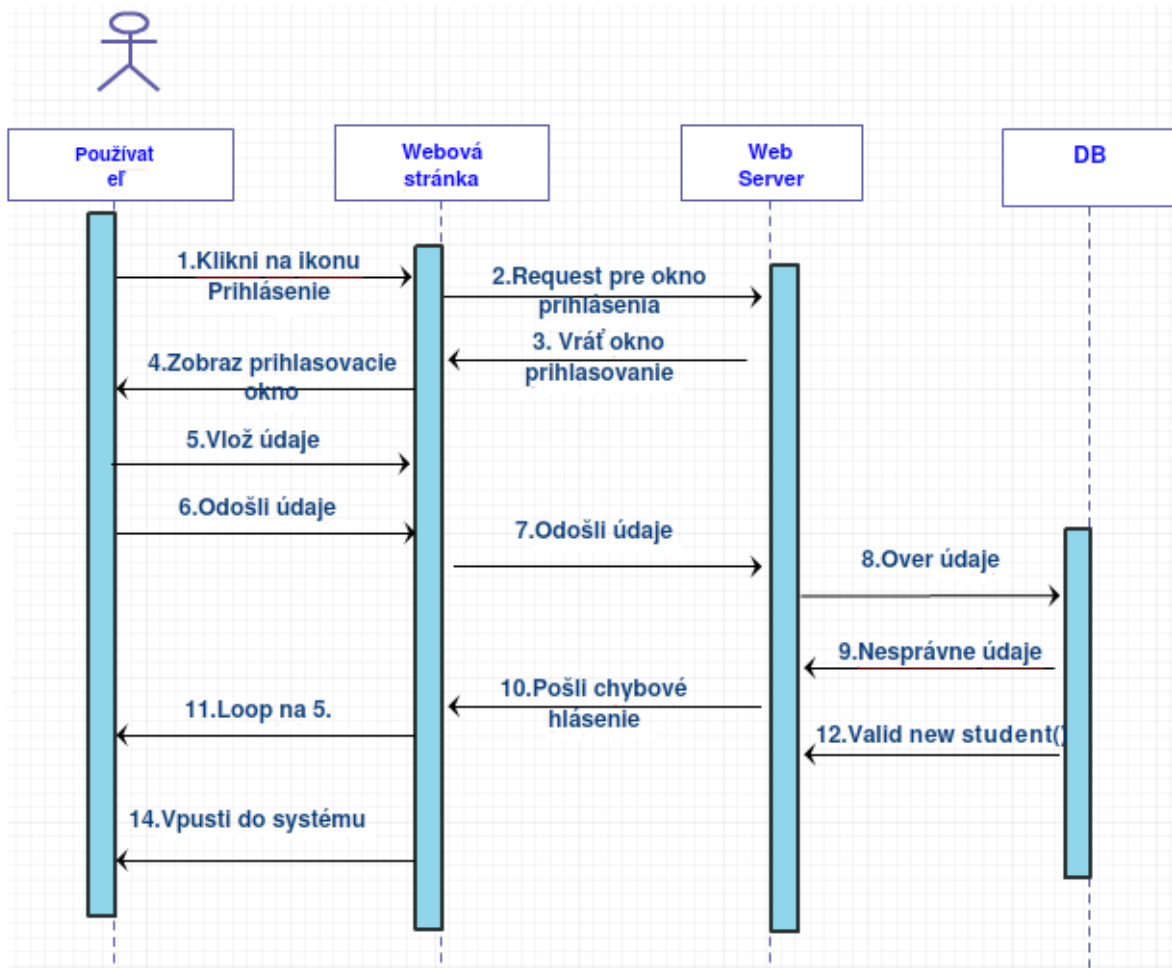 Používat
eľ
Webová
stránka
Web
Server
DB
1.Klikni na ikonu
Prihlásenie
2.Request pre okno
prihlásenia
3. Vráť okno
prihlasovanie
4.Zobraz prihlasovacie
okno
5.Vlož údaje
6.Odošli údaje
7.Odošli údaje
8.Over údaje
9.Nesprávne údaje
10.Pošli chybové
hlásenie
11.Loop na 5.
12.Valid new student()
14.Vpusti do systému